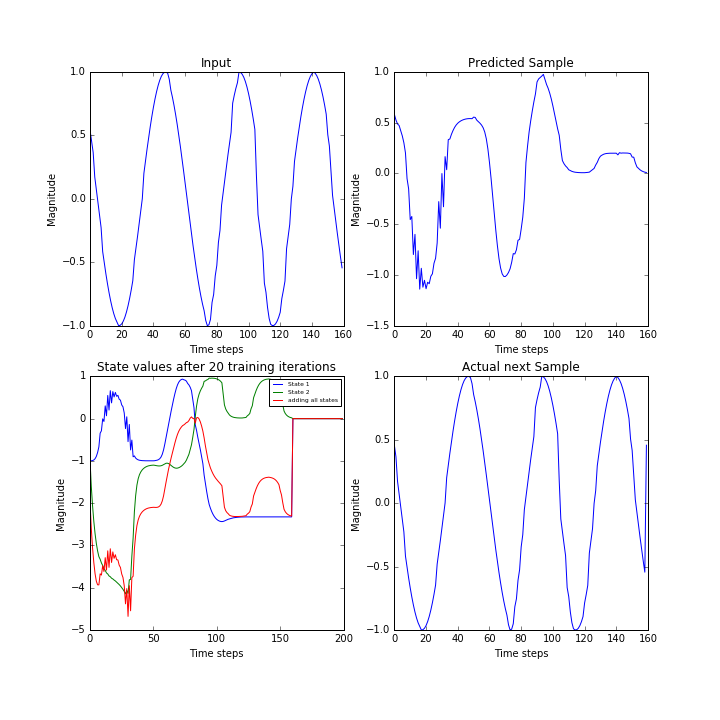 Input
1.0
0.5
0.0
−0.5
−1.0
Magnitude
0 20 40 60 80 100 120 140 160
Time steps
Predicted Sample
1.0
0.5
0.0
−0.5
−1.0
−1.5
Magnitude
0 20 40 60 80 100 120 140 160
Time steps
State values after 20 training iterations
State 1
State 2
adding all states
1
0
−1
−2
−3
−4
−5
Magnitude
0 50 100 150 200
Time steps
Actual next Sample
1.0
0.5
0.0
−0.5
−1.0
Magnitude
0 20 40 60 80 100 120 140 160
Time steps